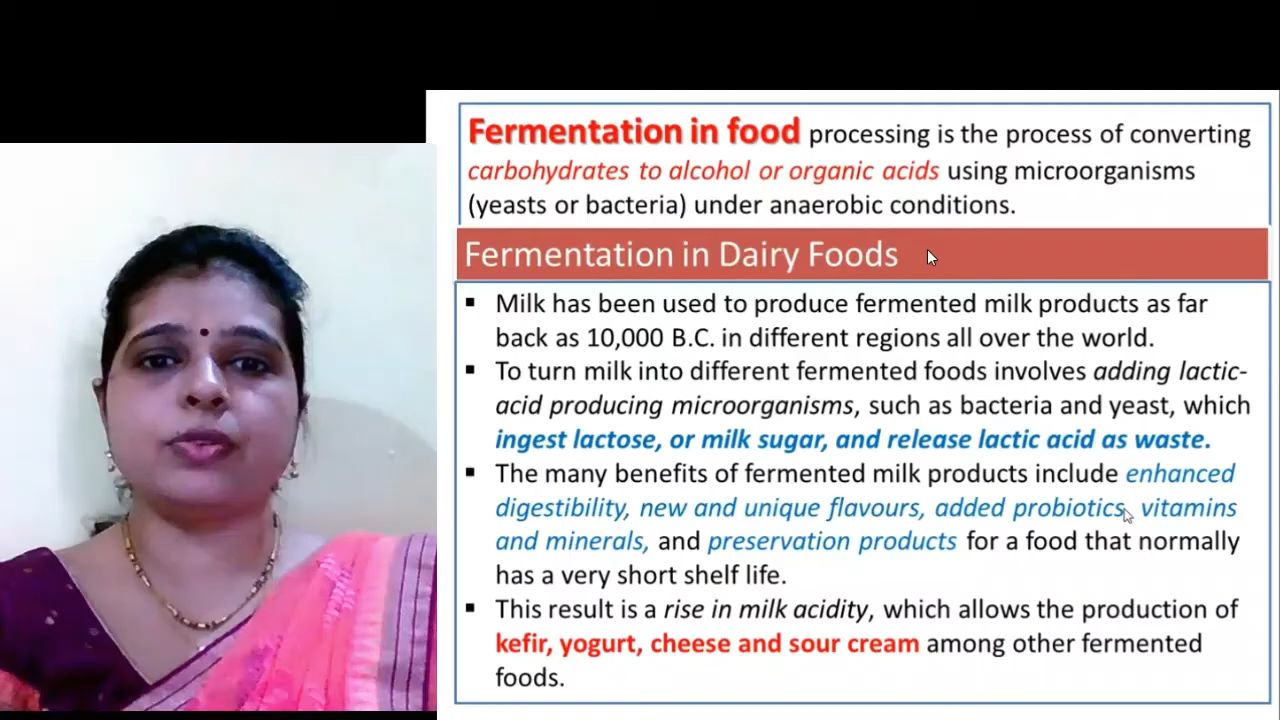 Fermentation in food processing is the process of converting
carbohydrates to alcohol or organic acids using microorganisms
(yeasts or bacteria) under anaerobic conditions.
Fermentation in Dairy Foods
▪ Milk has been used to produce fermented milk products as far
back as 10,000 B.C. in different regions all over the world.
▪ To turn milk into different fermented foods involves adding lactic-
acid producing microorganisms, such as bacteria and yeast, which
ingest lactose, or milk sugar, and release lactic acid as waste.
▪ The many benefits of fermented milk products include enhanced
digestibility, new and unique flavours, added probiotics, vitamins
and minerals, and preservation products for a food that normally
has a very short shelf life.
▪ This result is a rise in milk acidity, which allows the production of
kefir, yogurt, cheese and sour cream among other fermented
foods.